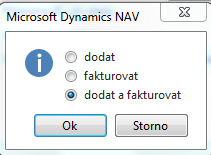 Microsoft Dynamics NAV
dodat
fakturovat
dodat a fakturovat
Ok
Storno